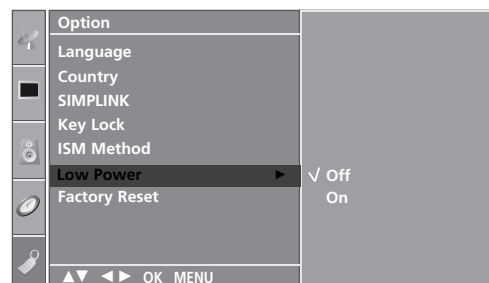 Option
Language
Country
SIMPLINK
Key Lock
ISM Method
Low Power ► √ Off
Factory Reset On
▲▼ ◄► OK MENU